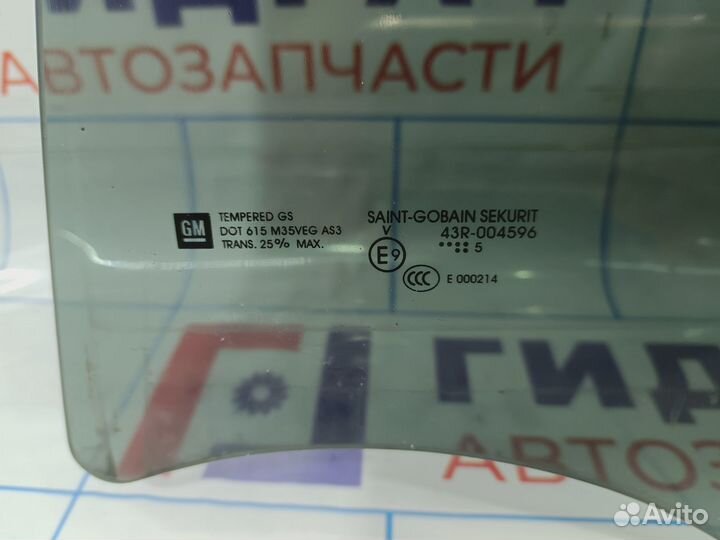 АВТОЗАПЧАСТИ
GM
TEMPERED GS
DOT 615 M35VEG AS3
TRANS. 25% MAX.
SAINT-GOBAIN SEKURIT
V 43R-004596
E9
5
CCC E 000214
ГИД
АВТОЗАПЧА
Avito